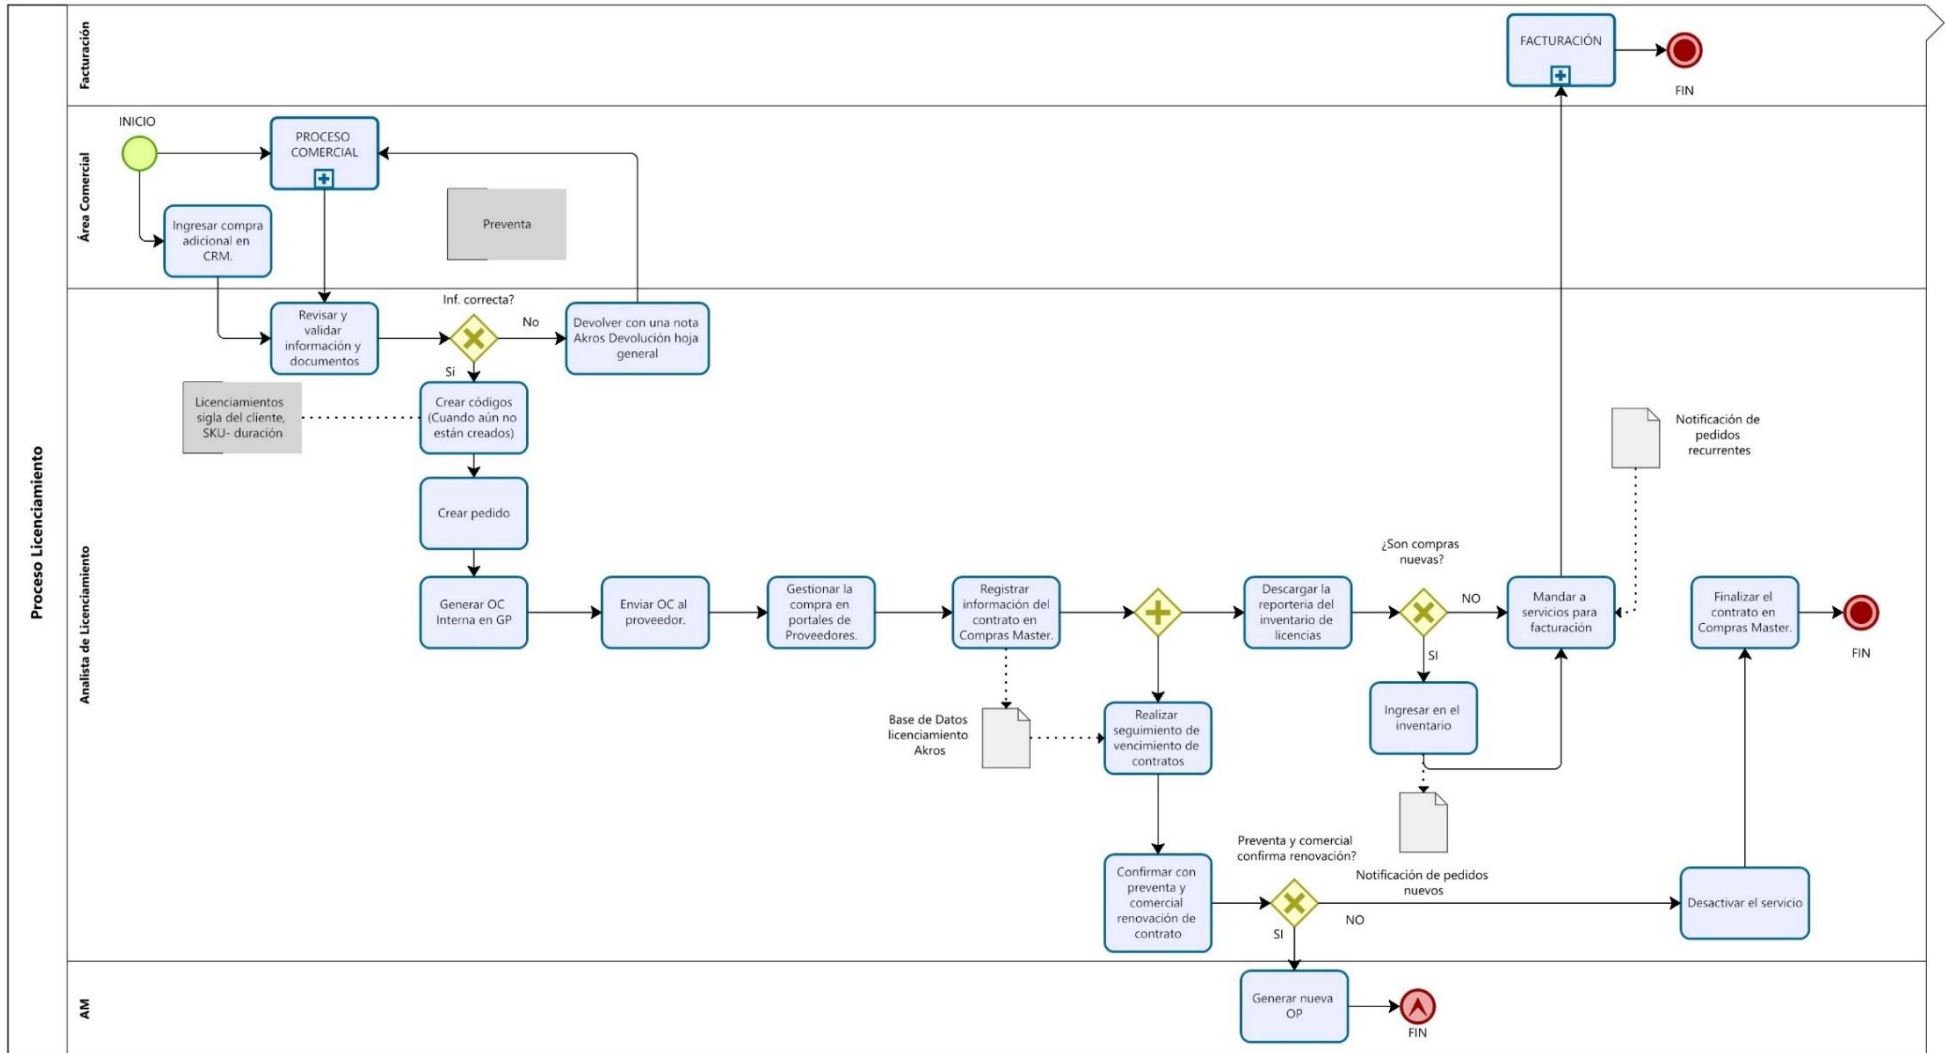 Proceso Licenciamiento
Facturación
FACTURACIÓN
FIN
Área Comercial
INICIO
PROCESO
COMERCIAL
Ingresar compra
adicional en
CRM.
Preventa
Analista de Licenciamiento
Revisar y
validar
información y
documentos
Inf. correcta?
No
Si
Devolver con una nota
Akros Devolución hoja
general
Licenciamientos
sigla del cliente,
SKU- duración
Crear códigos
(Cuando aún no
están creados)
Crear pedido
Generar OC
Interna en GP
Enviar OC al
proveedor.
Gestionar la
compra en
portales de
Proveedores.
Registrar
información del
contrato en
Compras Master.
Descargar la
reporteria del
inventario de
licencias
¿Son compras
nuevas?
NO
SI
Mandar a
servicios para
facturación
Notificación de
pedidos
recurrentes
Finalizar el
contrato en
Compras Master.
FIN
Base de Datos
licenciamiento
Akros
Realizar
seguimiento de
vencimiento de
contratos
Ingresar en el
inventario
Notificación de pedidos
nuevos
Confirmar con
preventa y
comercial
renovación de
contrato
Preventa y comercial
confirma renovación?
NO
SI
Desactivar el servicio
AM
Generar nueva
OP
FIN